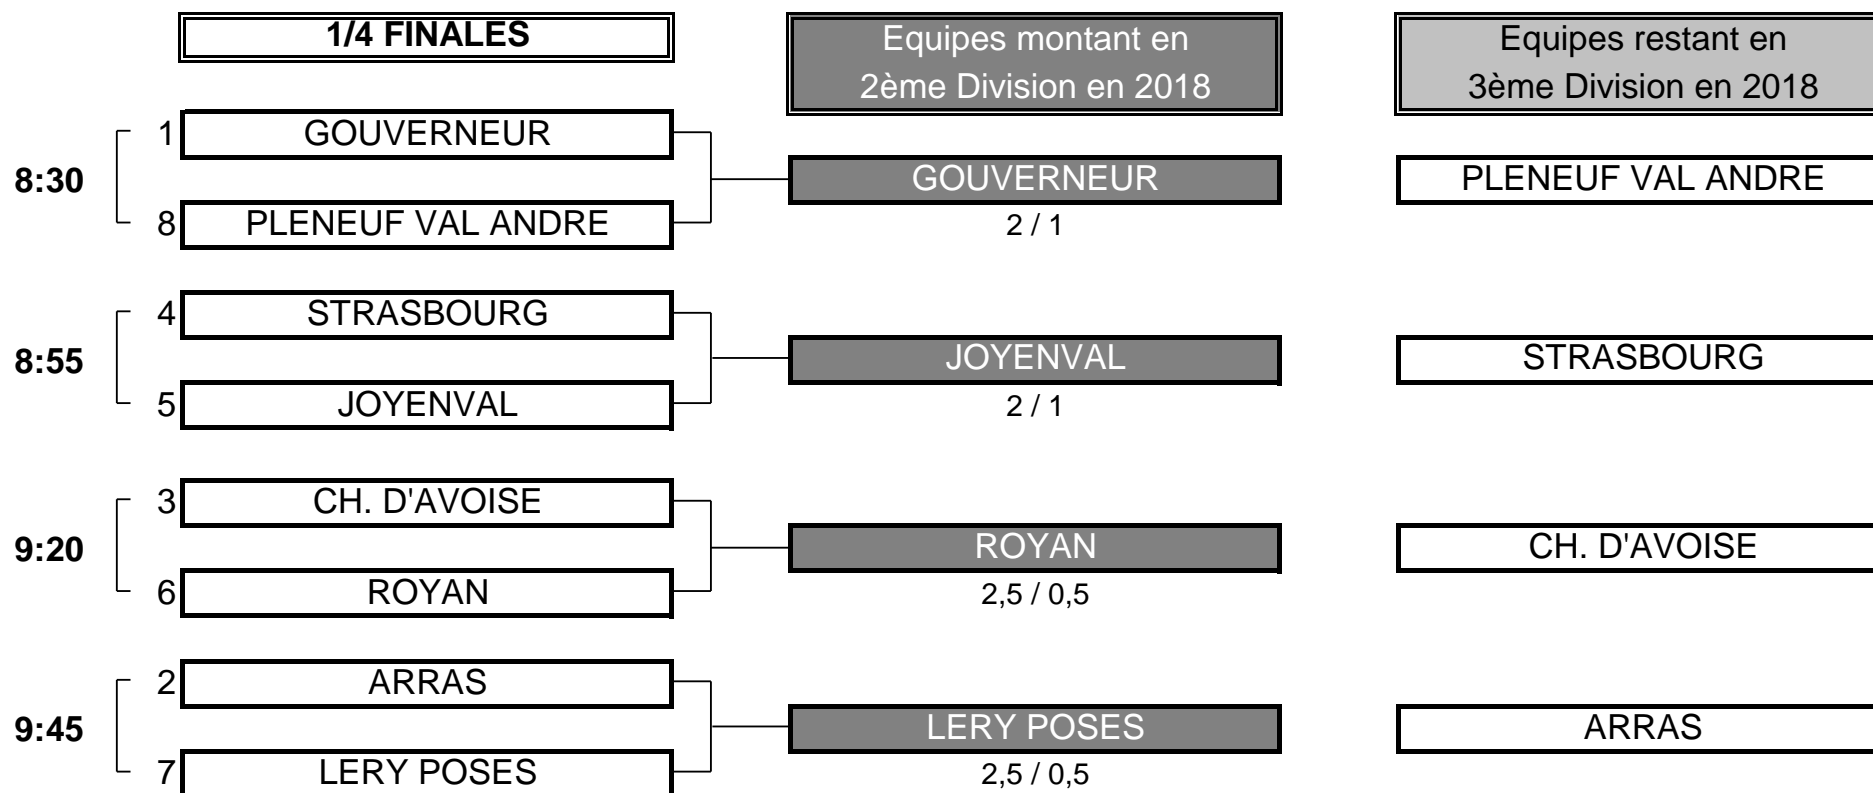 1/4 FINALES
Equipes montant en
2ème Division en 2018
Equipes restant en
3ème Division en 2018
8:30
1 GOUVERNEUR
8 PLENEUF VAL ANDRE
GOUVERNEUR
2 / 1
PLENEUF VAL ANDRE
8:55
4 STRASBOURG
5 JOYENVAL
JOYENVAL
2 / 1
STRASBOURG
9:20
3 CH. D'AVOISE
6 ROYAN
ROYAN
2,5 / 0,5
CH. D'AVOISE
9:45
2 ARRAS
7 LERY POSES
LERY POSES
2,5 / 0,5
ARRAS